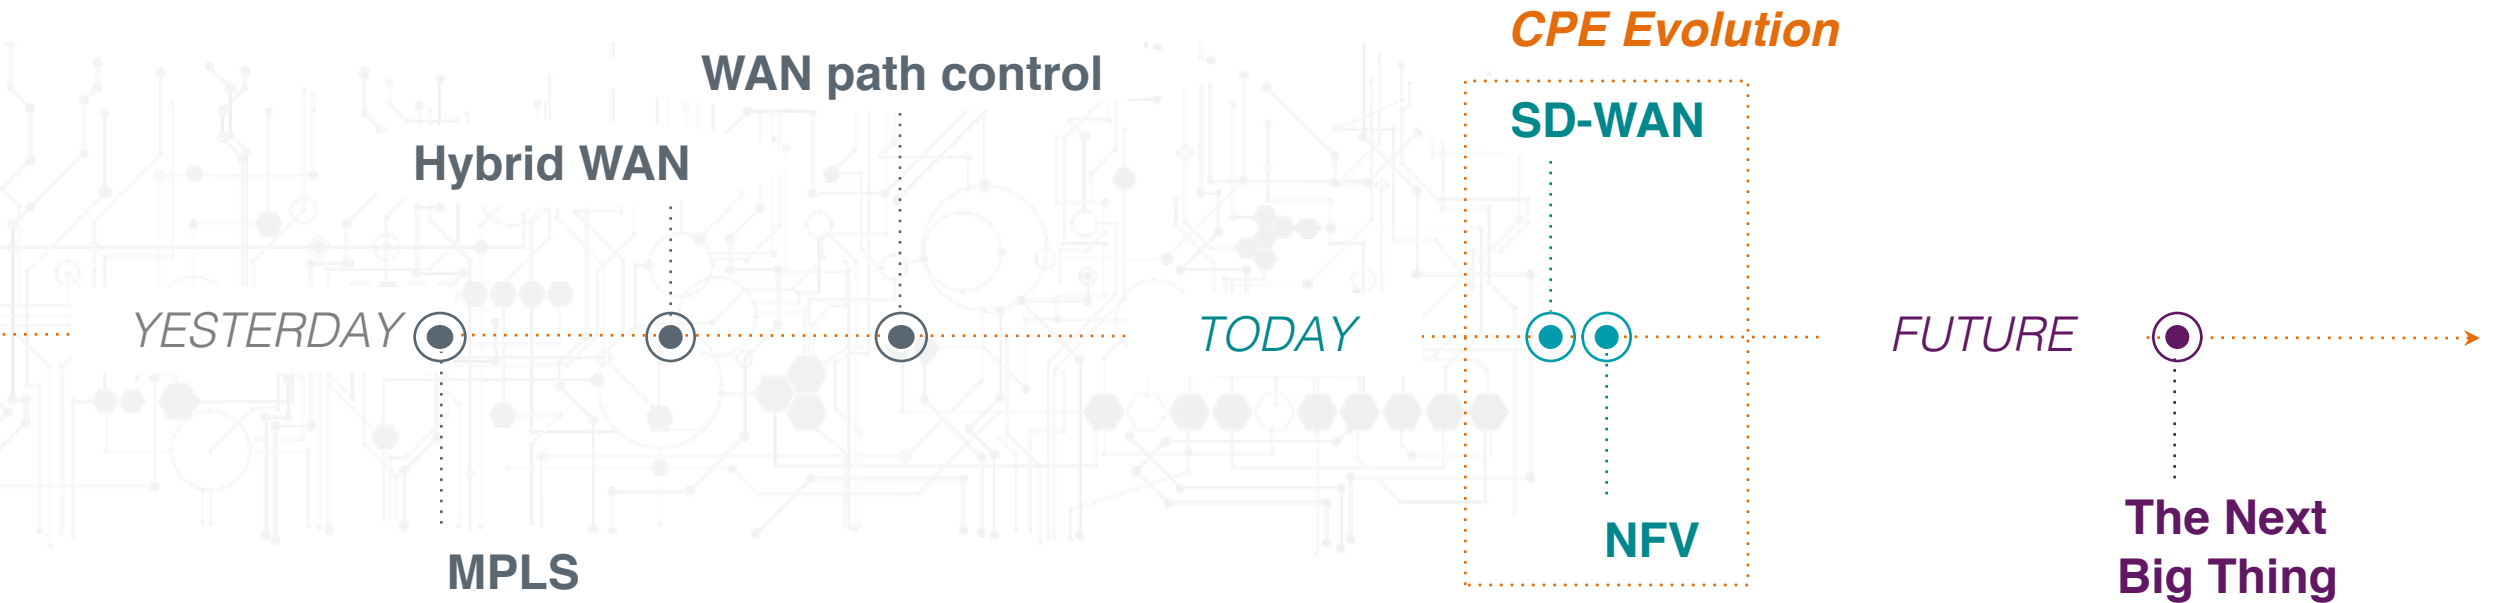 CPE Evolution
WAN path control
SD-WAN
Hybrid WAN
YESTERDAY
TODAY
FUTURE
MPLS
NFV
The Next
Big Thing